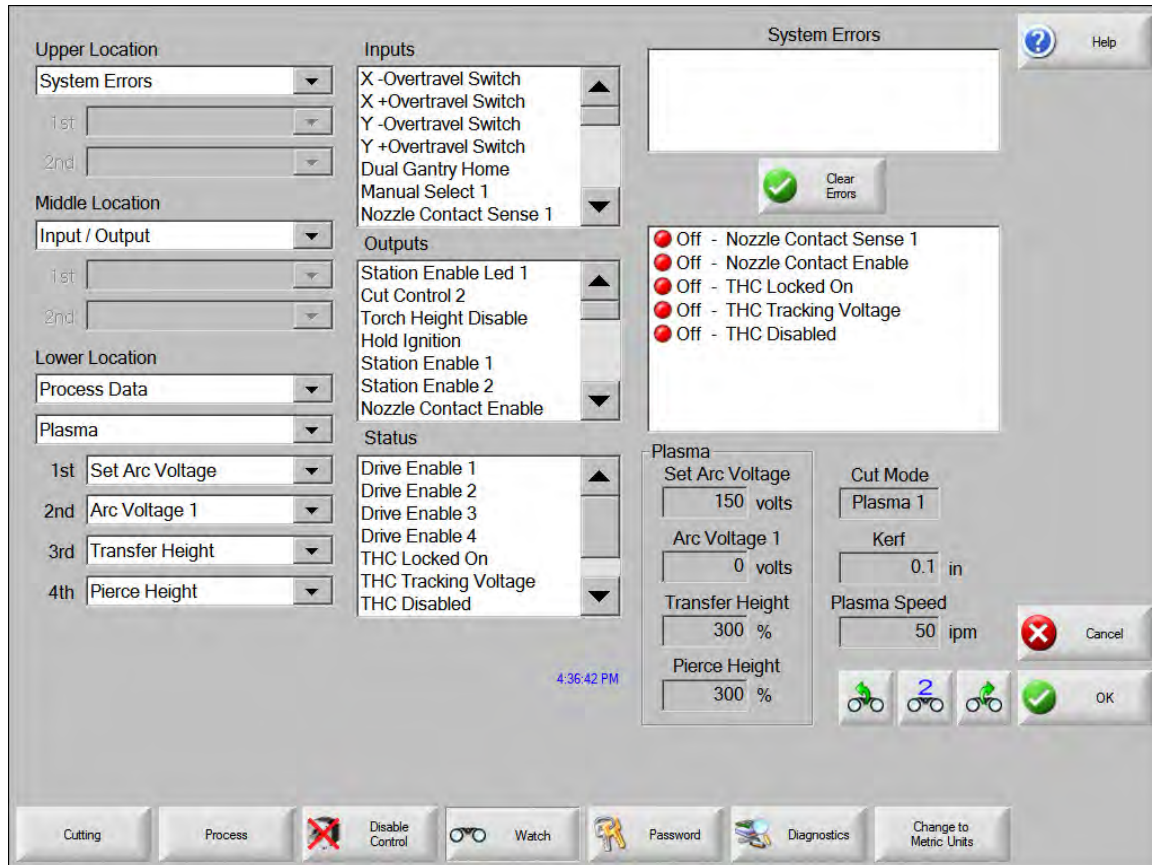 Upper Location
System Errors
1st
2nd
Middle Location
Input / Output
1st
2nd
Lower Location
Process Data
Plasma
1st Set Arc Voltage
2nd Arc Voltage 1
3rd Transfer Height
4th Pierce Height
Inputs
X -Overtravel Switch
X +Overtravel Switch
Y -Overtravel Switch
Y +Overtravel Switch
Dual Gantry Home
Manual Select 1
Nozzle Contact Sense 1
Outputs
Station Enable Led 1
Cut Control 2
Torch Height Disable
Hold Ignition
Station Enable 1
Station Enable 2
Nozzle Contact Enable
Status
Drive Enable 1
Drive Enable 2
Drive Enable 3
Drive Enable 4
THC Locked On
THC Tracking Voltage
THC Disabled
4:36:42 PM
System Errors
Clear
Errors
Off - Nozzle Contact Sense 1
Off - Nozzle Contact Enable
Off - THC Locked On
Off - THC Tracking Voltage
Off - THC Disabled
Plasma
Set Arc Voltage
150 volts
Arc Voltage 1
0 volts
Transfer Height
300 %
Pierce Height
300 %
Cut Mode
Plasma 1
Kerf
0.1 in
Plasma Speed
50 ipm
2
Help
Cancel
OK
Cutting
Process
Disable
Control
Watch
Password
Diagnostics
Change to
Metric Units